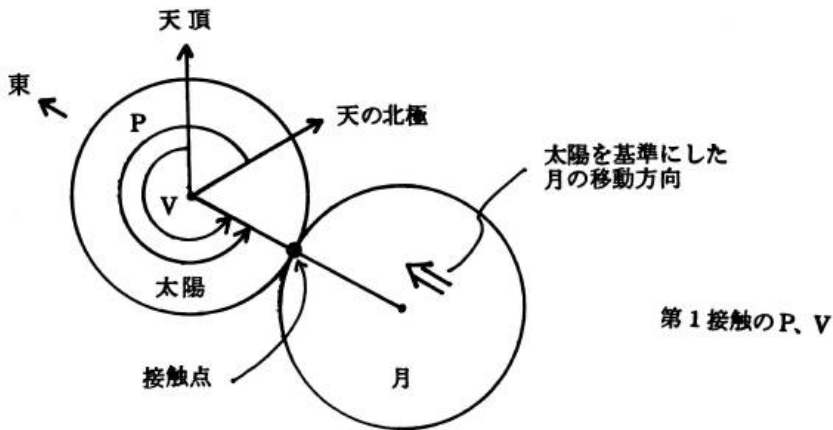 天頂
東
P
天の北極
太陽を基準にした
月の移動方向
V
太陽
第1接触のP、V
接触点
月